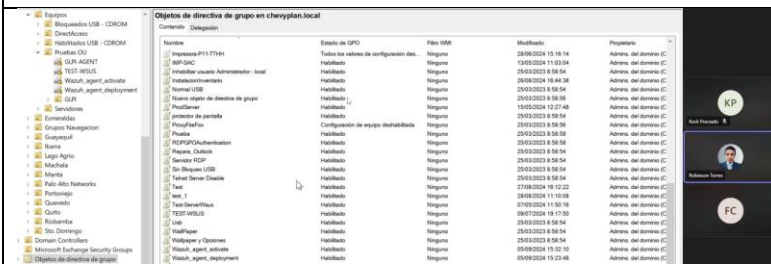 Equipos
Bloqueados USB - CDROM
DirectAccess
Habilitados USB - CDROM
Pruebas OU
GLPI-AGENT
TEST-WSUS
Wazuh_agent_activate
Wazuh_agent_deployment
GLPI
Servidores
Esmeraldas
Grupos Navegacion
Guayaquil
Ibarra
Lago Agrio
Machala
Manta
Palo Alto Networks
Portoviejo
Quevedo
Quito
Riobamba
Sto. Domingo
Domain Controllers
Microsoft Exchange Security Groups
Objetos de directiva de grupo
Objetos de directiva de grupo en chevyplan.local
Contenido Delegación
Nombre Estado de GPO Filtro WMI Modificado Propietario
Impresora-P11-TTHH Todos los valores de configuración des... Ninguno 28/06/2024 15:16:14 Admins. del dominio (C
IMP-SAC Habilitado Ninguno 13/05/2024 11:03:04 Admins. del dominio (C
Inhabilitar usuario Administrador - local Habilitado Ninguno 25/03/2023 8:58:54 Admins. del dominio (C
InstalacionInventario Habilitado Ninguno 26/08/2024 16:44:38 Admins. del dominio (C
Normal USB Habilitado Ninguno 25/03/2023 8:58:54 Admins. del dominio (C
Nuevo objeto de directiva de grupo Habilitado Ninguno 25/03/2023 8:58:56 Admins. del dominio (C
ProdServer Habilitado Ninguno 15/05/2024 12:27:48 Admins. del dominio (C
protector de pantalla Habilitado Ninguno 25/03/2023 8:58:54 Admins. del dominio (C
ProxyFireFox Configuración de equipo deshabilitada Ninguno 25/03/2023 8:58:56 Admins. del dominio (C
Prueba Habilitado Ninguno 25/03/2023 8:58:58 Admins. del dominio (C
RDPGPOAuthentication Habilitado Ninguno 25/03/2023 8:58:54 Admins. del dominio (C
Repara_Outlook Habilitado Ninguno 25/03/2023 8:58:54 Admins. del dominio (C
Servidor RDP Habilitado Ninguno 25/03/2023 8:58:54 Admins. del dominio (C
Sin Bloqueo USB Habilitado Ninguno 25/03/2023 8:58:54 Admins. del dominio (C
Telnet Server Disable Habilitado Ninguno 25/03/2023 8:58:54 Admins. del dominio (C
Test Habilitado Ninguno 27/08/2024 16:12:22 Admins. del dominio (C
test_1 Habilitado Ninguno 28/08/2024 11:10:08 Admins. del dominio (C
Test-ServerWsus Habilitado Ninguno 07/05/2024 11:50:18 Admins. del dominio (C
TEST-WSUS Habilitado Ninguno 09/07/2024 19:17:50 Admins. del dominio (C
Usb Habilitado Ninguno 25/03/2023 8:58:54 Admins. del dominio (C
WallPaper Habilitado Ninguno 25/03/2023 8:58:54 Admins. del dominio (C
Wallpaper y Opciones Habilitado Ninguno 25/03/2023 8:58:54 Admins. del dominio (C
Wazuh_agent_activate Habilitado Ninguno 05/09/2024 15:32:10 Admins. del dominio (C
Wazuh_agent_deployment Habilitado Ninguno 05/09/2024 15:23:48 Admins. del dominio (C
KP
Robinson Torres
FC